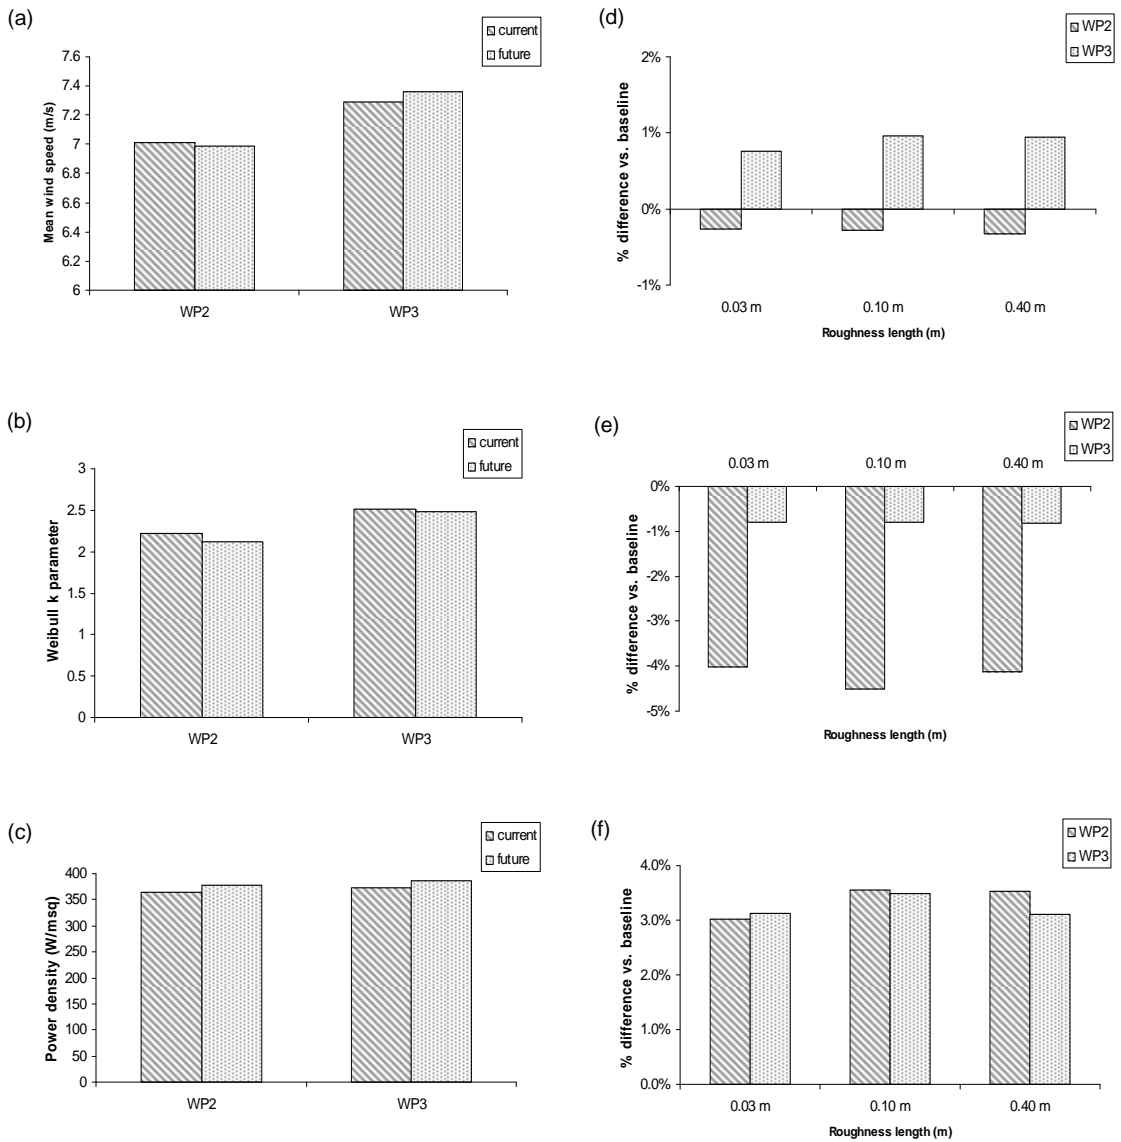 (a)
current
future
Mean wind speed (m/s)
7.6
7.4
7.2
7
6.8
6.6
6.4
6.2
6
WP2 WP3
(d)
WP2
WP3
% difference vs. baseline
2%
1%
0%
-1%
0.03 m 0.10 m 0.40 m
Roughness length (m)
(b)
current
future
Weibull k parameter
3
2.5
2
1.5
1
0.5
0
WP2 WP3
(e)
WP2
WP3
0.03 m 0.10 m 0.40 m
% difference vs. baseline
0%
-1%
-2%
-3%
-4%
-5%
Roughness length (m)
(c)
current
future
Power density (W/msq)
400
350
300
250
200
150
100
50
0
WP2 WP3
(f)
WP2
WP3
% difference vs. baseline
4.0%
3.0%
2.0%
1.0%
0.0%
0.03 m 0.10 m 0.40 m
Roughness length (m)